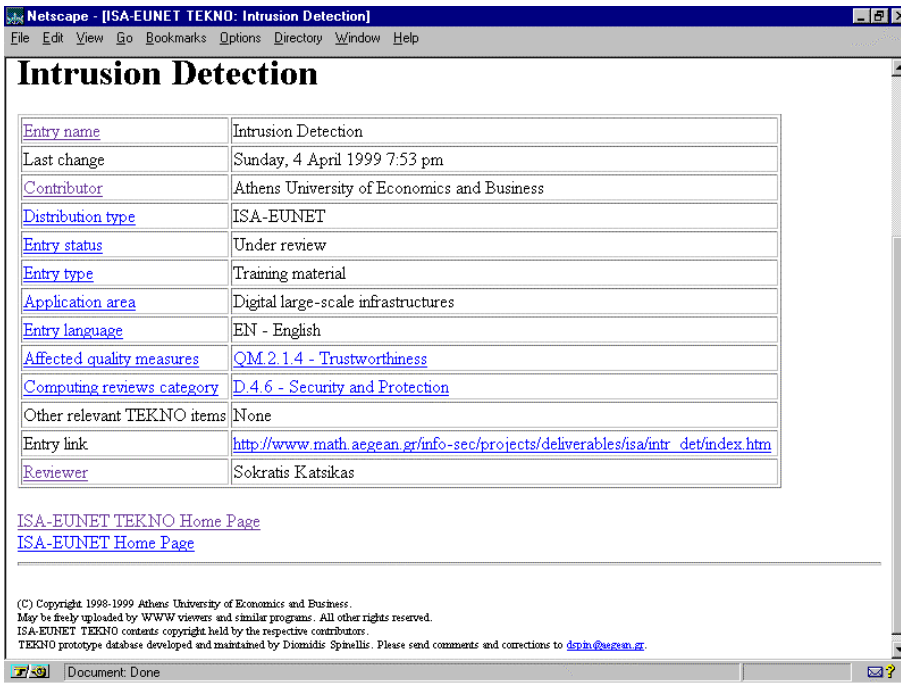 Netscape - [ISA-EUNET TEKNO: Intrusion Detection]
File Edit View Go Bookmarks Options Directory Window Help
Intrusion Detection
Entry name Intrusion Detection
Last change Sunday, 4 April 1999 7:53 pm
Contributor Athens University of Economics and Business
Distribution type ISA-EUNET
Entry status Under review
Entry type Training material
Application area Digital large-scale infrastructures
Entry language EN - English
Affected quality measures QM.2.1.4 - Trustworthiness
Computing reviews category D.4.6 - Security and Protection
Other relevant TEKNO items None
Entry link http://www.math.aegean.gr/info-sec/projects/deliverables/isa/intr_det/index.htm
Reviewer Sokratis Katsikas
ISA-EUNET TEKNO Home Page
ISA-EUNET Home Page
(C) Copyright 1998-1999 Athens University of Economics and Business.
May be freely uploaded by WWW viewers and similar programs. All other rights reserved.
ISA-EUNET TEKNO contents copyright held by the respective contributors.
TEKNO prototype database developed and maintained by Diomidis Spinellis. Please send comments and corrections to dspin@aegean.gr.
Document: Done